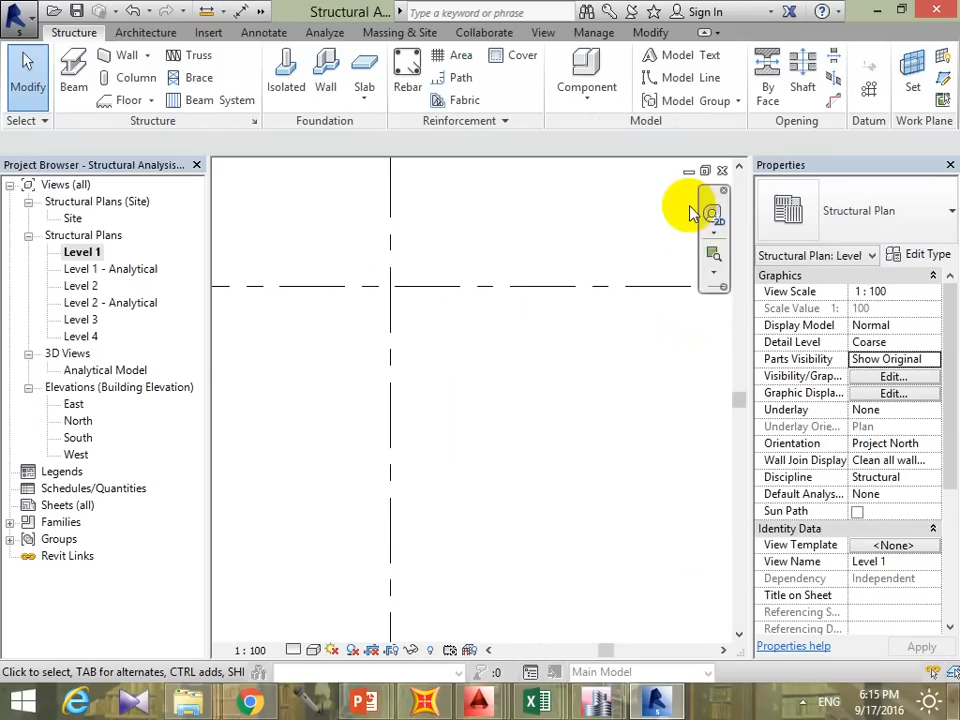 Structural A...
Type a keyword or phrase
Sign In
S
Structure Architecture Insert Annotate Analyze Massing & Site Collaborate View Manage Modify
Modify
Beam
Wall
Column
Floor
Truss
Brace
Beam System
Isolated
Wall
Slab
Rebar
Area
Path
Fabric
Cover
Component
Model Text
Model Line
Model Group
By
Face
Shaft
Set
Select
Structure
Foundation
Reinforcement
Model
Opening
Datum
Work Plane
Project Browser - Structural Analysis...
Views (all)
Structural Plans (Site)
Site
Structural Plans
Level 1
Level 1 - Analytical
Level 2
Level 2 - Analytical
Level 3
Level 4
3D Views
Analytical Model
Elevations (Building Elevation)
East
North
South
West
Legends
Schedules/Quantities
Sheets (all)
Families
Groups
Revit Links
2D
Properties
Structural Plan
Structural Plan: Level
Edit Type
Graphics
View Scale 1 : 100
Scale Value 1: 100
Display Model Normal
Detail Level Coarse
Parts Visibility Show Original
Visibility/Grap... Edit...
Graphic Displa... Edit...
Underlay None
Underlay Orie... Plan
Orientation Project North
Wall Join Display Clean all wall...
Discipline Structural
Default Analys... None
Sun Path
Identity Data
View Template <None>
View Name Level 1
Dependency Independent
Title on Sheet
Referencing S...
Referencing D...
Properties help
Apply
1 : 100
Click to select, TAB for alternates, CTRL adds, SHI
:0
Main Model
ENG
6:15 PM
9/17/2016